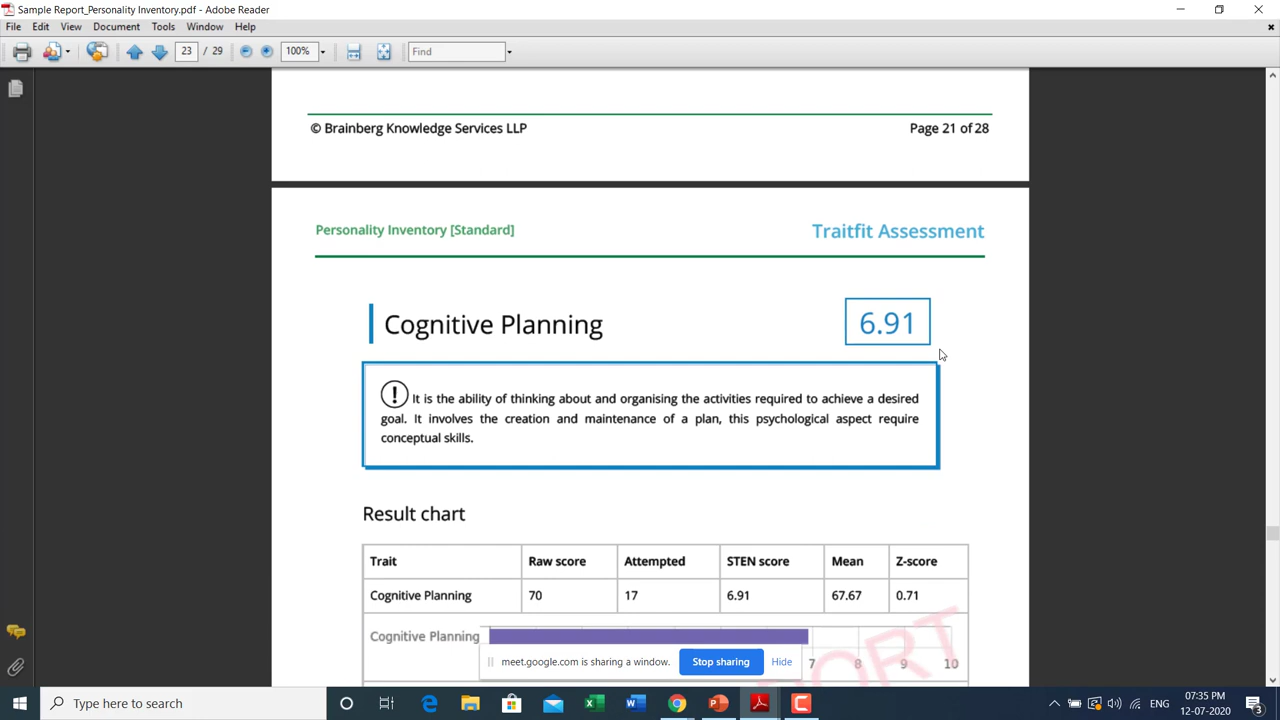 Sample Report_Personality Inventory.pdf - Adobe Reader
File Edit View Document Tools Window Help
23 / 29 100% Find
© Brainberg Knowledge Services LLP Page 21 of 28
Personality Inventory [Standard] Traitfit Assessment
Cognitive Planning 6.91
! It is the ability of thinking about and organising the activities required to achieve a desired
goal. It involves the creation and maintenance of a plan, this psychological aspect require
conceptual skills.
Result chart
Trait Raw score Attempted STEN score Mean Z-score
Cognitive Planning 70 17 6.91 67.67 0.71
Cognitive Planning
7 8 9 10
ORT
meet.google.com is sharing a window. Stop sharing Hide
Type here to search
ENG 07:35 PM
12-07-2020 3